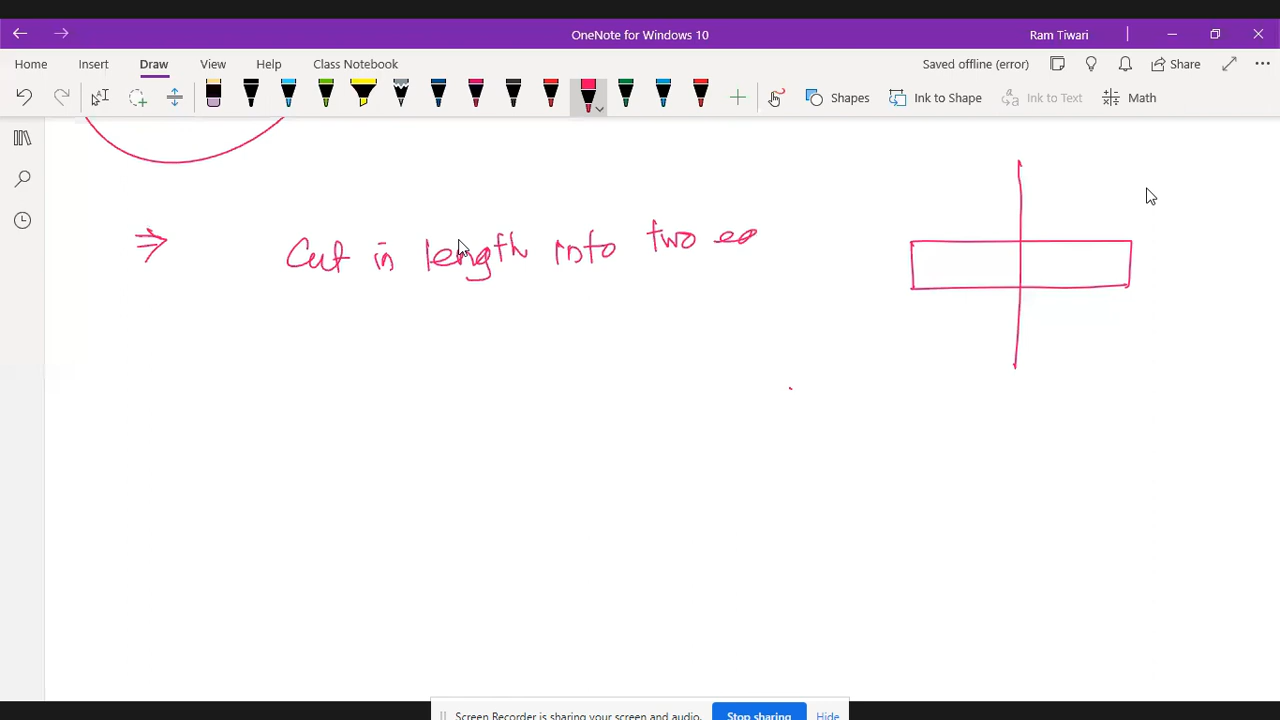 OneNote for Windows 10
Ram Tiwari
Home Insert Draw View Help Class Notebook
Saved offline (error)
Share
Shapes
Ink to Shape
Ink to Text
Math
⇒ Cut in length into two
Screen Recorder is sharing your screen and audio.
Stop sharing
Hide